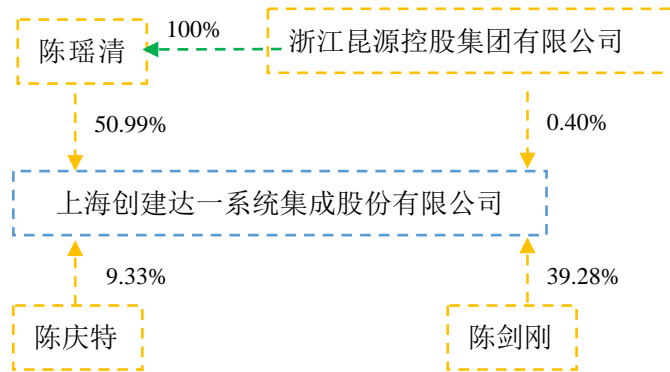 陈瑶清
100%
浙江昆源控股集团有限公司
50.99%
0.40%
上海创建达一系统集成股份有限公司
9.33%
39.28%
陈庆特
陈剑刚